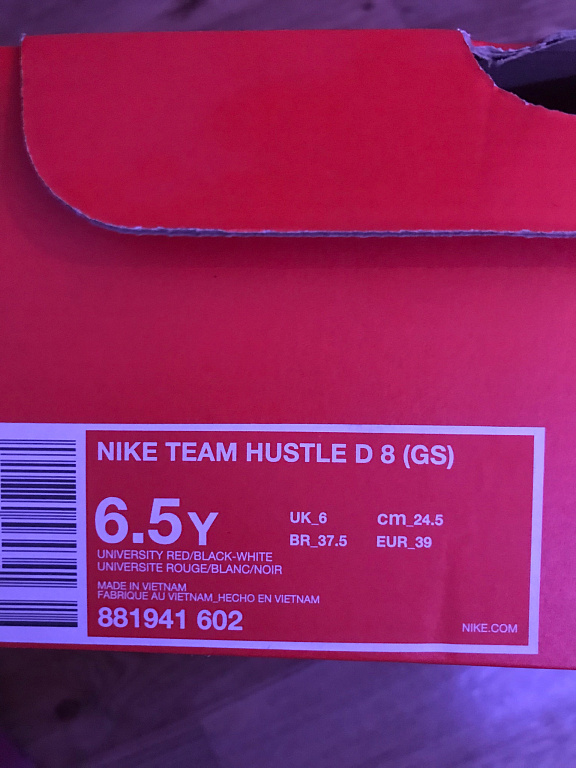 NIKE TEAM HUSTLE D 8 (GS)
6.5Y
UK_6 cm_24.5
BR_37.5 EUR_39
UNIVERSITY RED/BLACK-WHITE
UNIVERSITE ROUGE/BLANC/NOIR
MADE IN VIETNAM
FABRIQUE AU VIETNAM_HECHO EN VIETNAM
881941 602
NIKE.COM